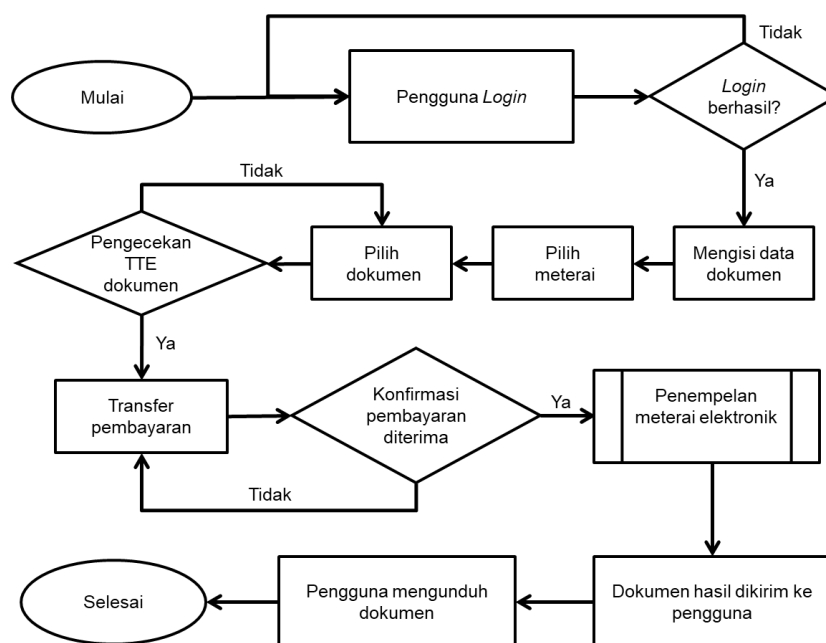 Tidak
Mulai
Pengguna Login
Login
berhasil?
Ya
Tidak
Pengecekan
TTE
dokumen
Pilih
dokumen
Pilih
meterai
Mengisi data
dokumen
Ya
Transfer
pembayaran
Konfirmasi
pembayaran
diterima
Ya
Penempelan
meterai elektronik
Tidak
Selesai
Pengguna mengunduh
dokumen
Dokumen hasil dikirim ke
pengguna